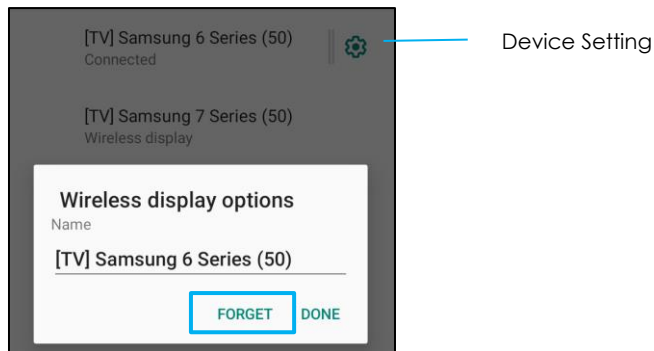 [TV] Samsung 6 Series (50)
Connected
Device Setting
[TV] Samsung 7 Series (50)
Wireless display
Wireless display options
Name
[TV] Samsung 6 Series (50)
FORGET DONE